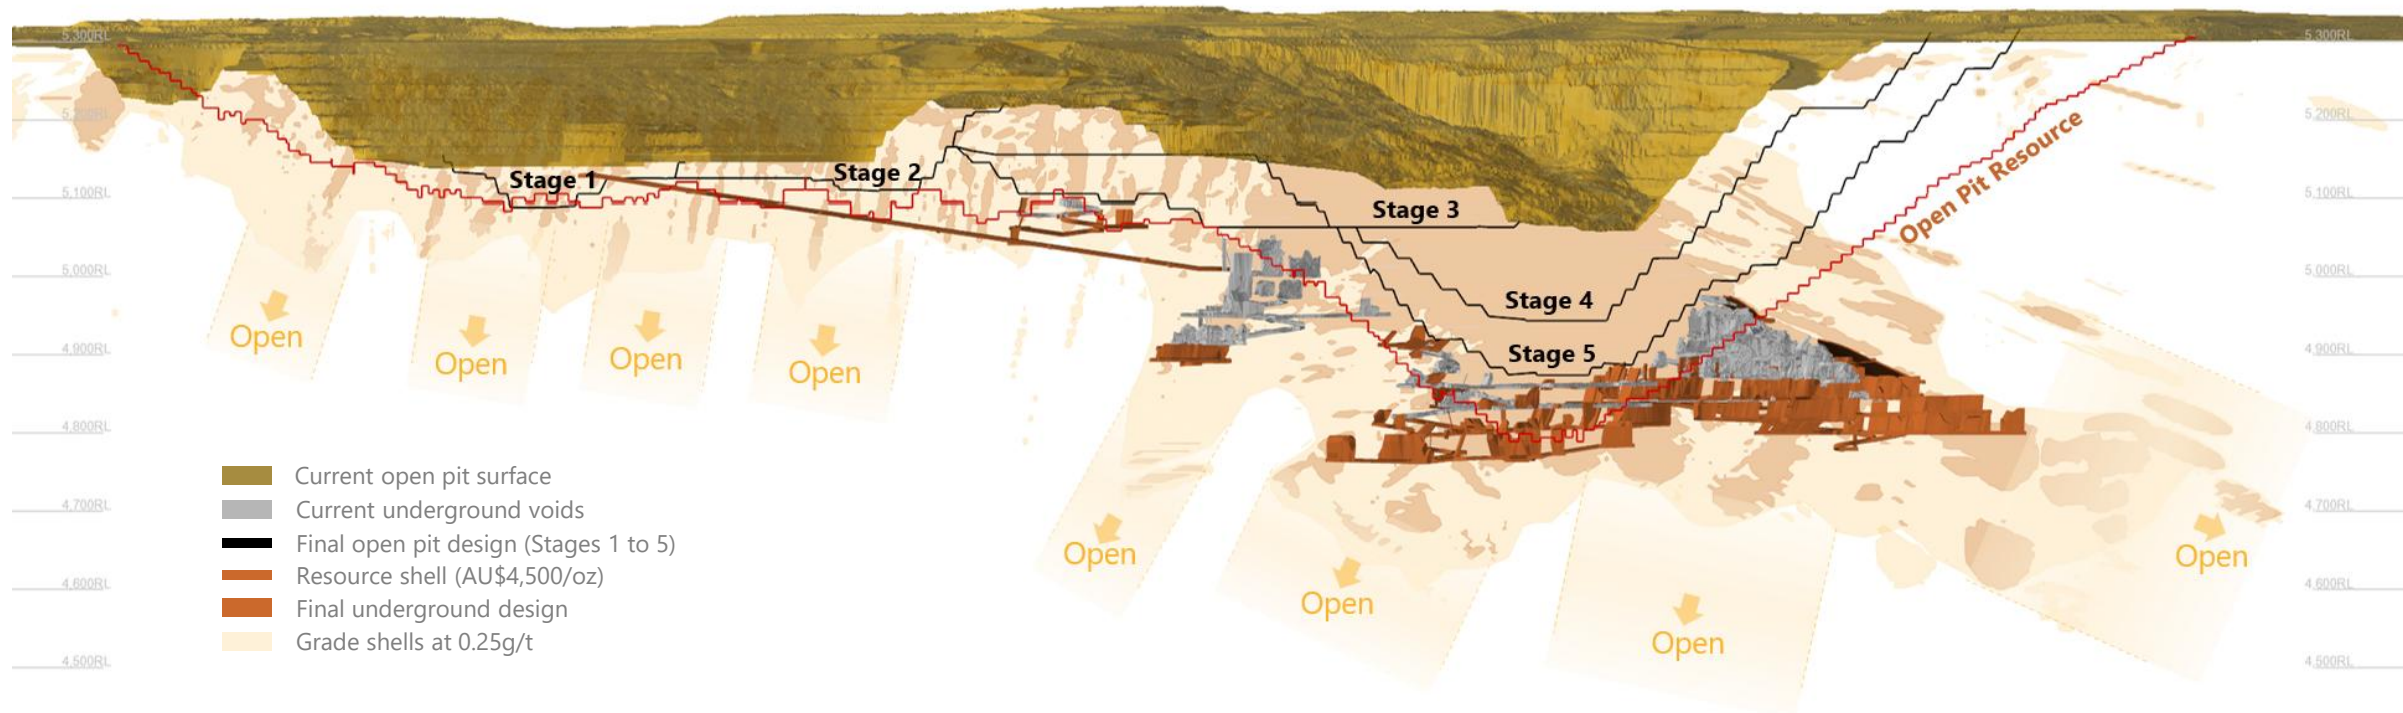 5,300RL
5,300RL
5,200RL
5,200RL
Open Pit Resource
Stage 1
Stage 2
5,100RL
5,100RL
Stage 3
5,000RL
5,000RL
Stage 4
Open
Open
Open
Open
4,900RL
4,900RL
Stage 5
4,800RL
4,800RL
Current open pit surface
4,700RL
4,700RL
Current underground voids
Final open pit design (Stages 1 to 5)
Open
Open
Resource shell (AU$4,500/oz)
4,600RL
4,600RL
Final underground design
Open
Grade shells at 0.25g/t
Open
4,500RL
4,500RL